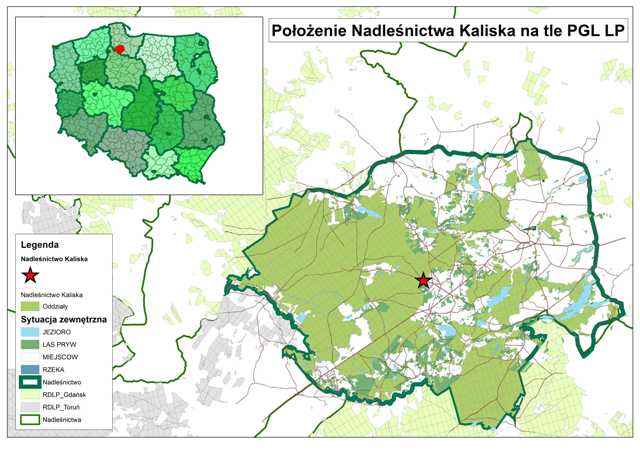 Położenie Nadleśnictwa Kaliska na tle PGL LP
Legenda
Nadleśnictwo Kaliska
Nadleśnictwo Kaliska
Oddziały
Sytuacja zewnętrzna
JEZIORO
LAS PRYW
MIEJSCOW
RZEKA
Nadleśnictwo
RDLP_Gdańsk
RDLP_Toruń
Nadleśnictwa